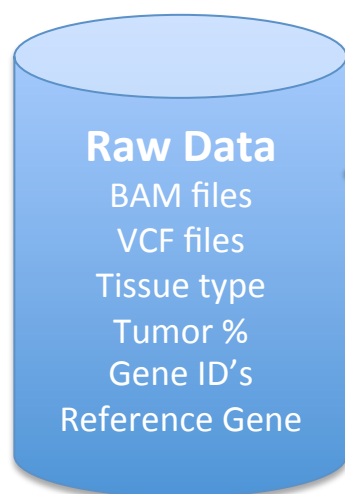 Raw Data
BAM files
VCF files
Tissue type
Tumor %
Gene ID’s
Reference Gene